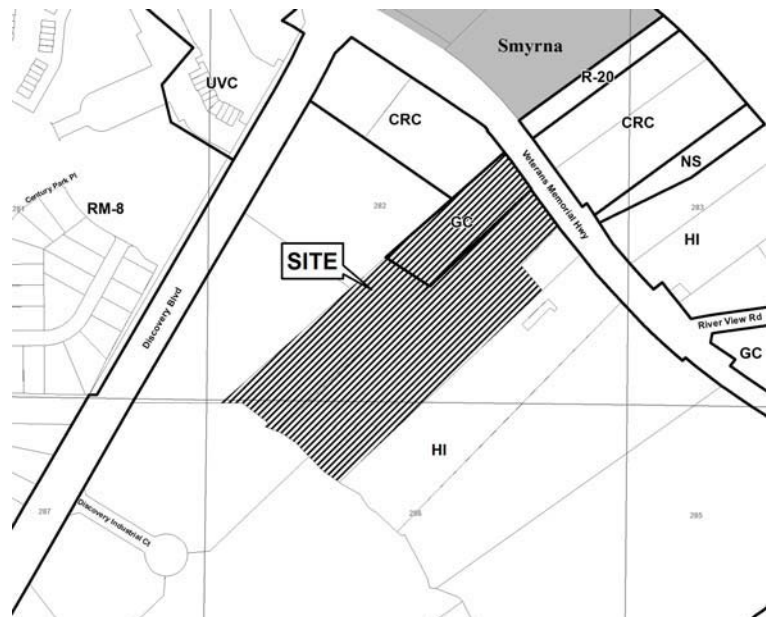 Smyrna
R-20
UVC
CRC
CRC
NS
Veterans Memorial Hwy
Century Park Pl
281
RM-8
282
283
GC
HI
SITE
Discovery Blvd
River View Rd
GC
HI
Discovery Industrial Ct
287
286
285